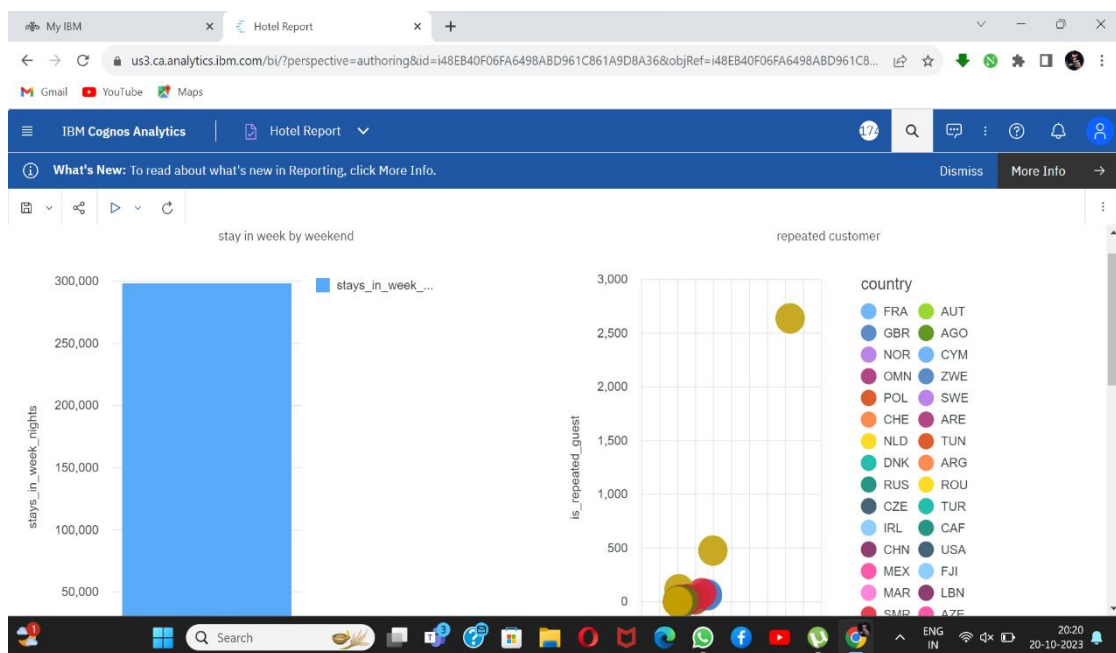 My IBM
Hotel Report
us3.ca.analytics.ibm.com/bi/?perspective=authoring&id=i48EB40F06FA6498ABD961C861A9D8A36&objRef=i48EB40F06FA6498ABD961C8...
Gmail YouTube Maps
IBM Cognos Analytics Hotel Report
What's New: To read about what's new in Reporting, click More Info. Dismiss More Info
stay in week by weekend
300,000
250,000
200,000
150,000
100,000
50,000
stays_in_week_nights
stays_in_week_...
repeated customer
3,000
2,500
2,000
1,500
1,000
500
0
is_repeated_guest
country
FRA AUT
GBR AGO
NOR CYM
OMN ZWE
POL SWE
CHE ARE
NLD TUN
DNK ARG
RUS ROU
CZE TUR
IRL CAF
CHN USA
MEX FJI
MAR LBN
SMR AZE
1
Search
3
ENG
IN
20:20
20-10-2023